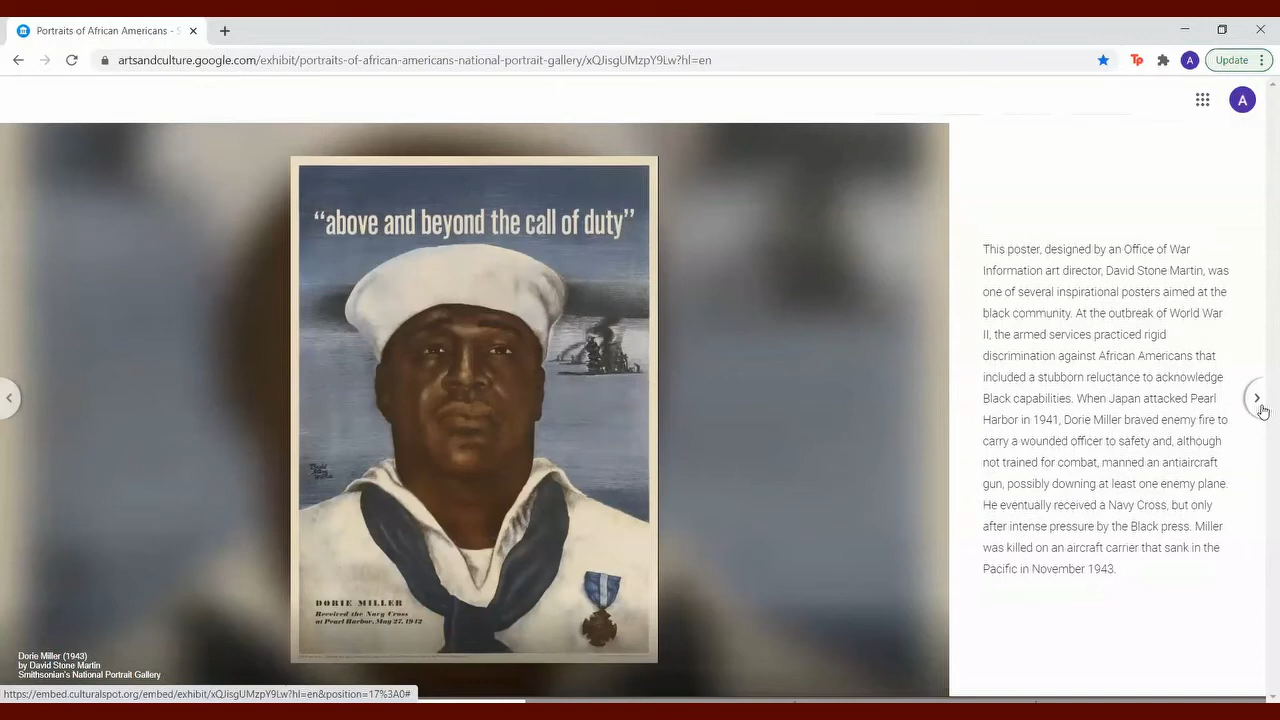 Portraits of African Americans - S
artsandculture.google.com/exhibit/portraits-of-african-americans-national-portrait-gallery/xQJisgUMzpY9Lw?hl=en
Tp
A
Update
A
"above and beyond the call of duty"
DORIE MILLER
Received the Navy Cross
at Pearl Harbor, May 27, 1942
This poster, designed by an Office of War
Information art director, David Stone Martin, was
one of several inspirational posters aimed at the
black community. At the outbreak of World War
II, the armed services practiced rigid
discrimination against African Americans that
included a stubborn reluctance to acknowledge
Black capabilities. When Japan attacked Pearl
Harbor in 1941, Dorie Miller braved enemy fire to
carry a wounded officer to safety and, although
not trained for combat, manned an antiaircraft
gun, possibly downing at least one enemy plane.
He eventually received a Navy Cross, but only
after intense pressure by the Black press. Miller
was killed on an aircraft carrier that sank in the
Pacific in November 1943.
Dorie Miller (1943)
by David Stone Martin
Smithsonian's National Portrait Gallery
https://embed.culturalspot.org/embed/exhibit/xQJisgUMzpY9Lw?hl=en&position=17%3A0#